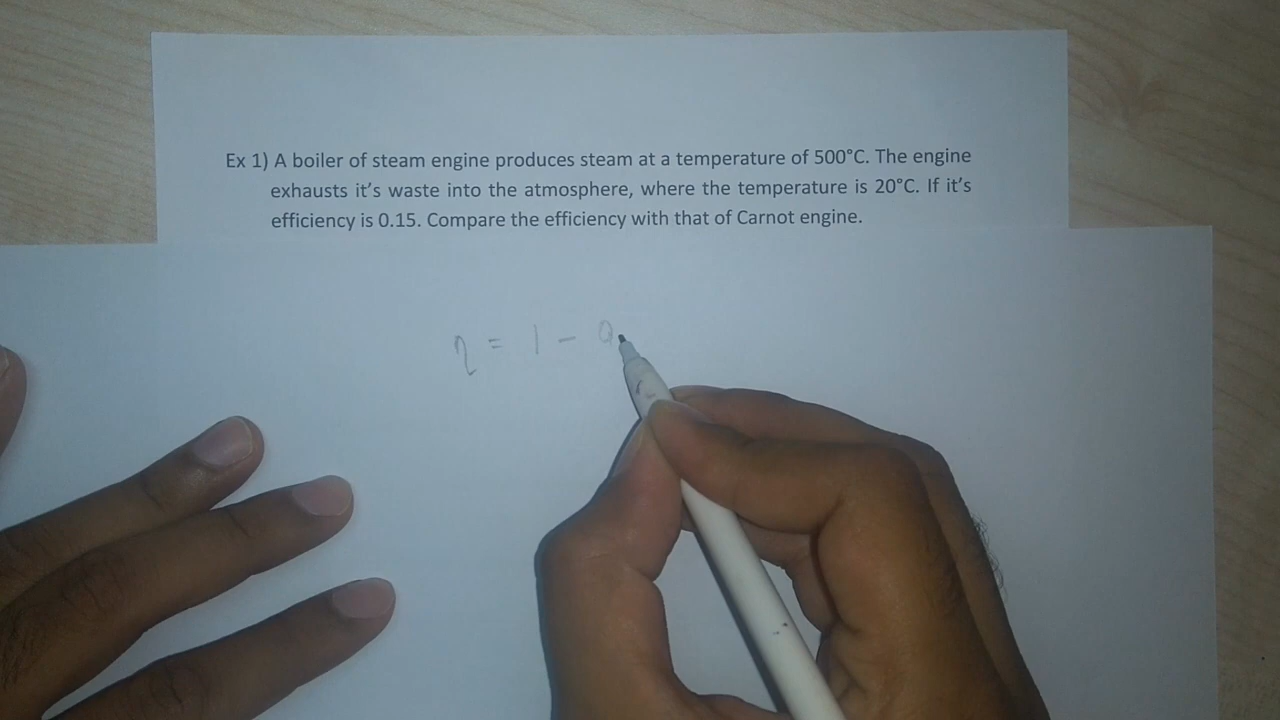 Ex 1) A boiler of steam engine produces steam at a temperature of 500°C. The engine
exhausts it's waste into the atmosphere, where the temperature is 20°C. If it's
efficiency is 0.15. Compare the efficiency with that of Carnot engine.
η = 1 - Q